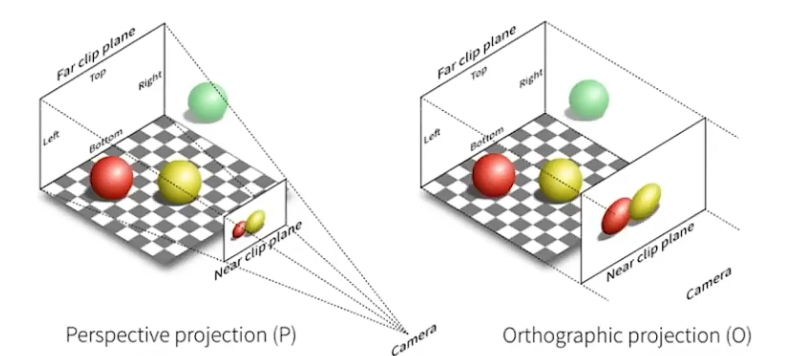 Far clip plane
Top
Right
Left
Bottom
Near clip plane
Camera
Perspective projection (P)
Far clip plane
Top
Right
Left
Bottom
Near clip plane
Camera
Orthographic projection (O)